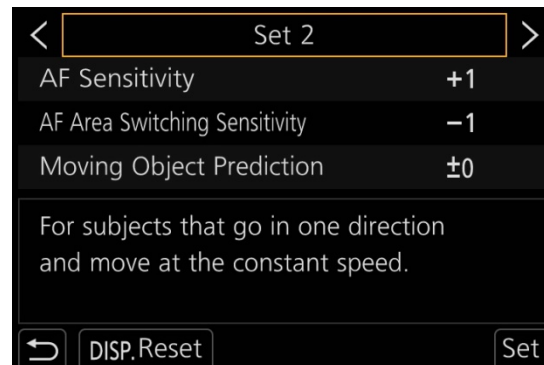 Set 2
AF Sensitivity +1
AF Area Switching Sensitivity −1
Moving Object Prediction ±0
For subjects that go in one direction
and move at the constant speed.
DISP. Reset Set